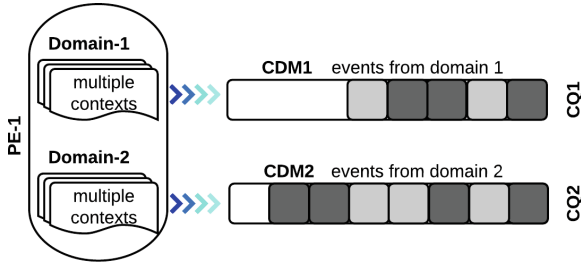 PE-1
Domain-1
multiple
contexts
CDM1 events from domain 1
CQ1
Domain-2
multiple
contexts
CDM2 events from domain 2
CQ2